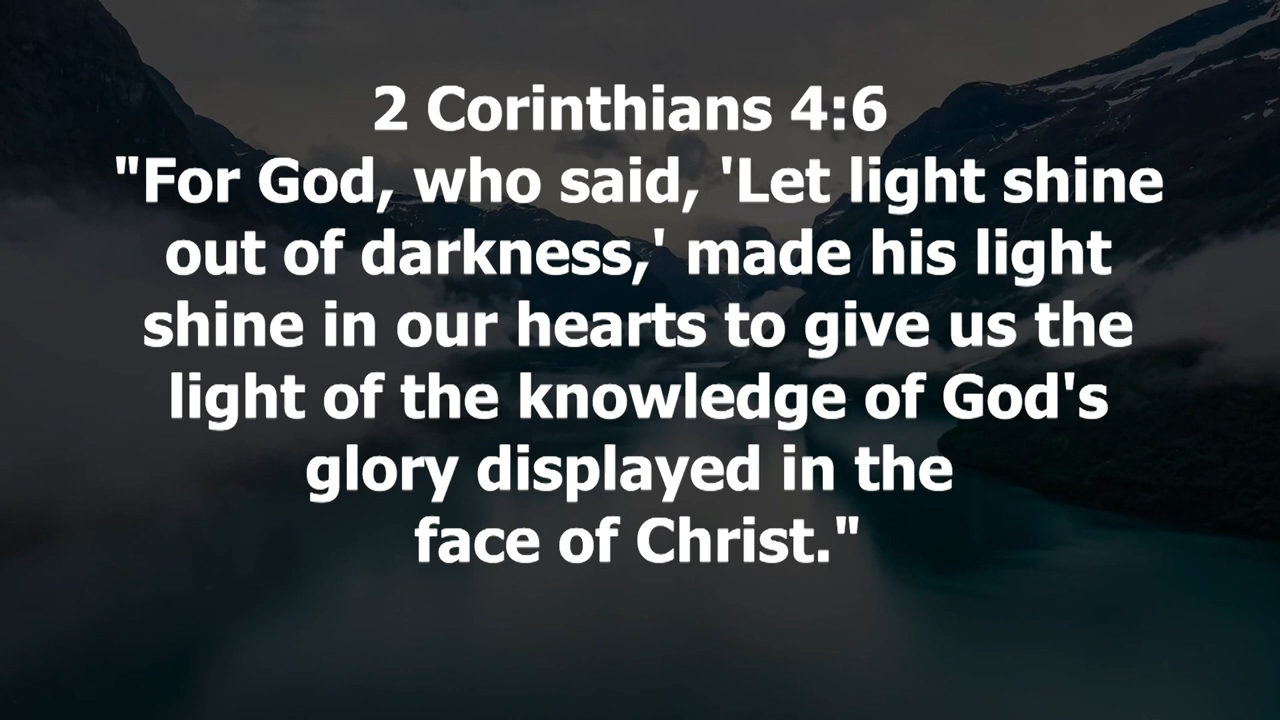 2 Corinthians 4:6
"For God, who said, 'Let light shine
out of darkness,' made his light
shine in our hearts to give us the
light of the knowledge of God's
glory displayed in the
face of Christ."